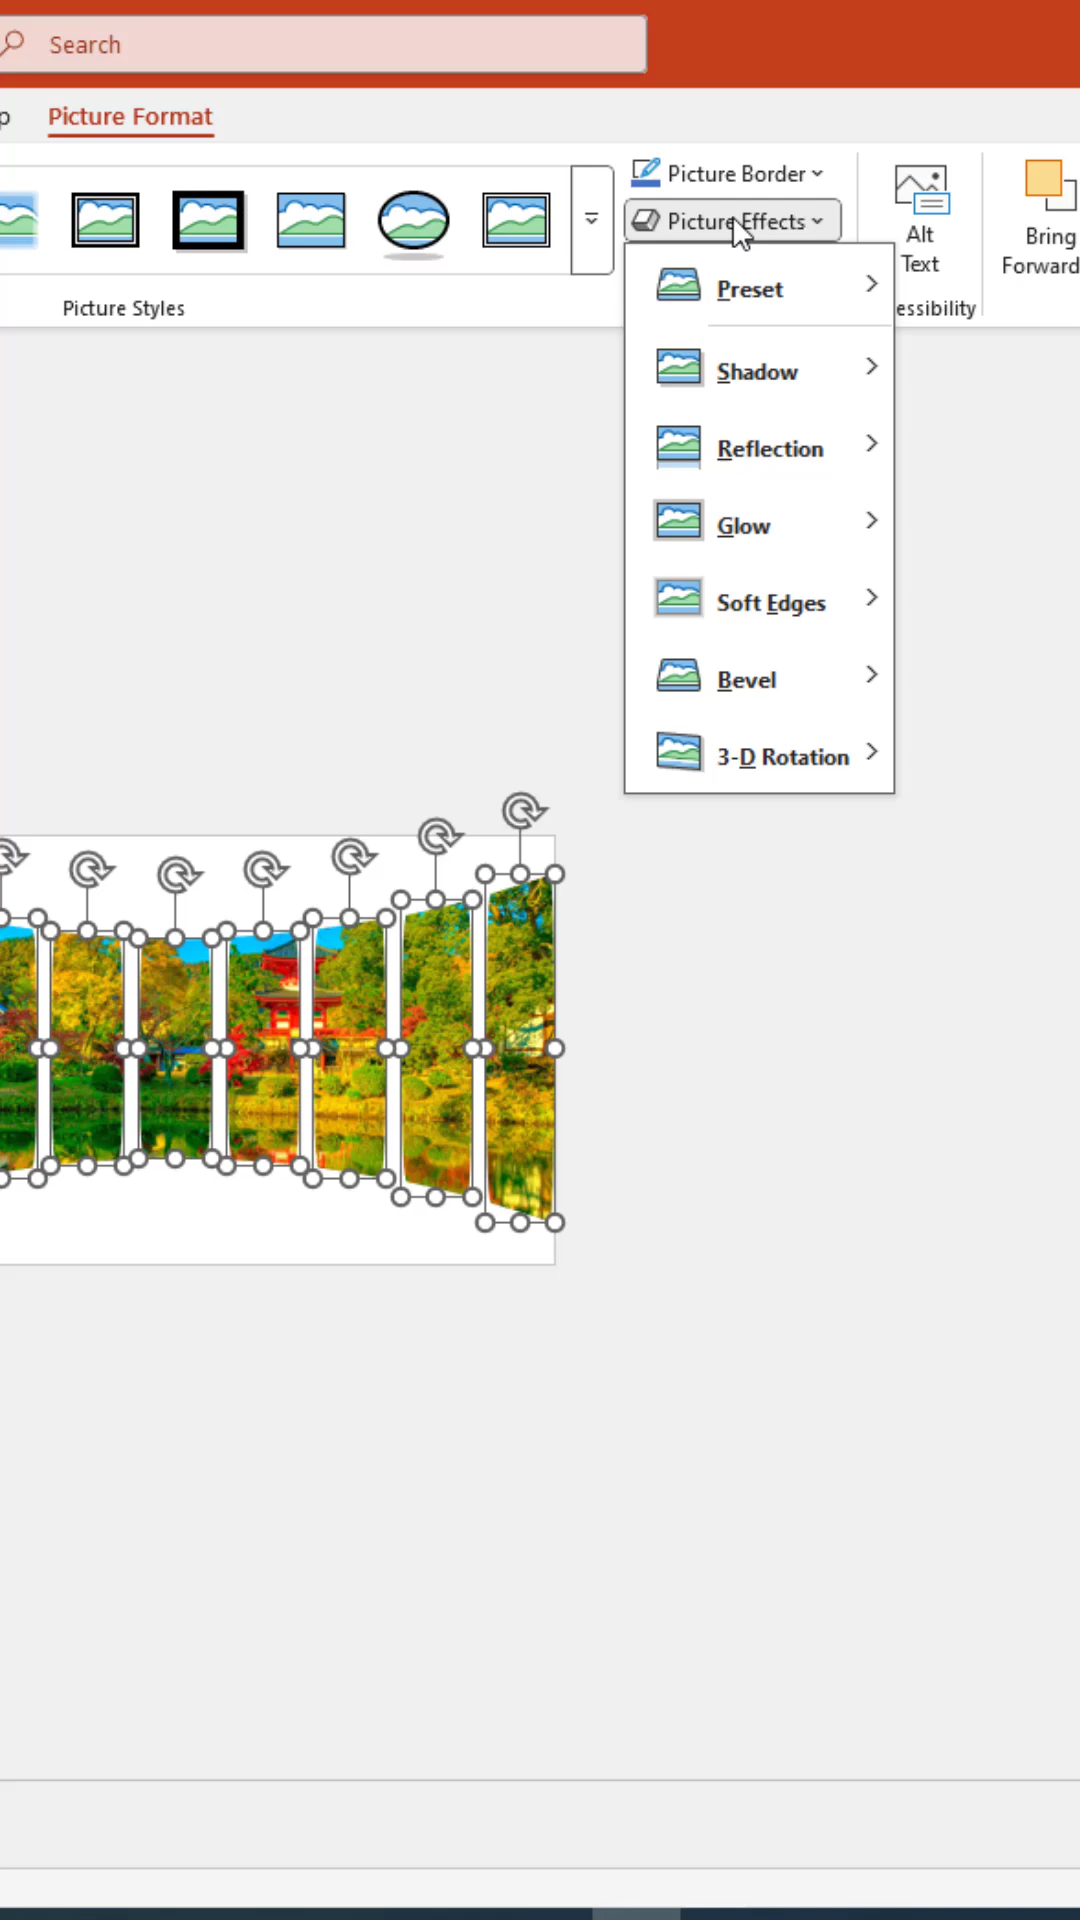 Search
p
Picture Format
Picture Border
Picture Effects
Alt
Text
Bring
Forward
Picture Styles
essibility
Preset
Shadow
Reflection
Glow
Soft Edges
Bevel
3-D Rotation